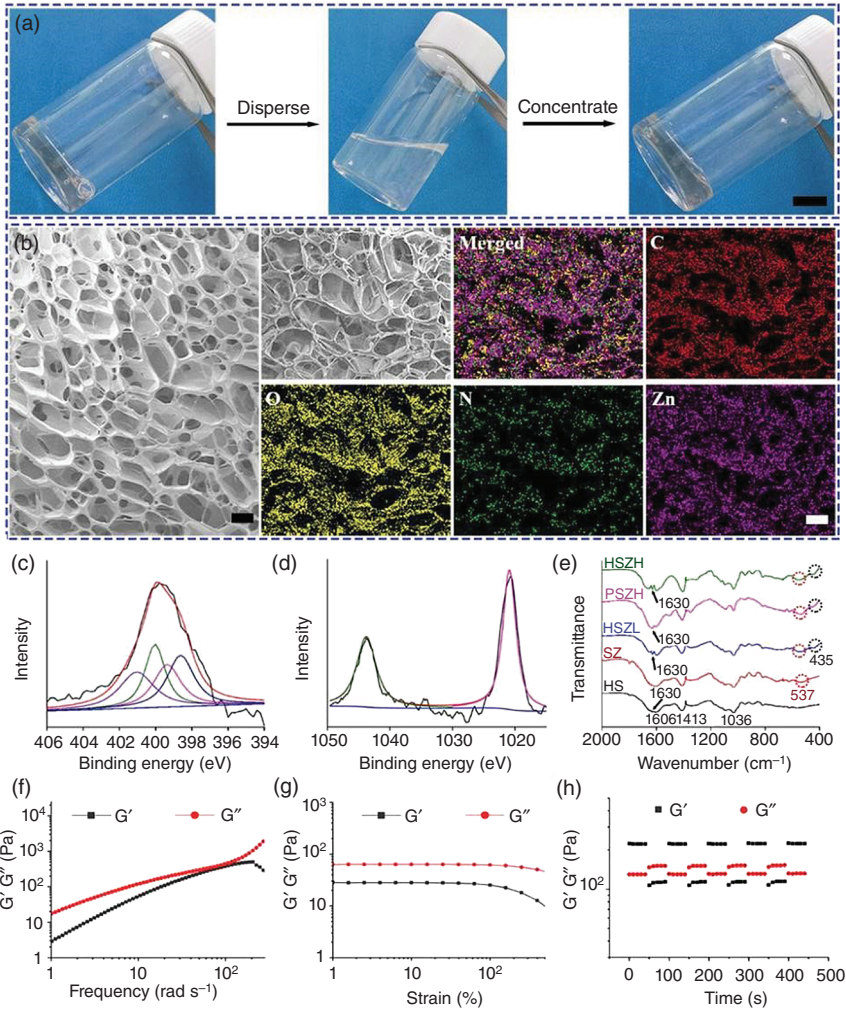 (a)
Disperse
Concentrate
(b)
Merged
C
O
N
Zn
(c)
Intensity
406 402 400 398 394
Binding energy (eV)
(d)
Intensity
1050 1040 1030 1020
Binding energy (eV)
(e)
Transmittance
HSZH
1630
PSZH
1630
HSZL
1630
435
SZ
1630
537
HS
1606 1413 1036
2000 1600 1200 800 400
Wavenumber (cm⁻¹)
(f)
G′ G″
G′ G″ (Pa)
10⁴
10³
10²
10
1
1 10 10²
Frequency (rad s⁻¹)
(g)
G′ G″
G′ G″ (Pa)
10³
10²
10
1
1 10 10²
Strain (%)
(h)
G′ G″
G′ G″ (Pa)
10²
0 100 200 300 400 500
Time (s)